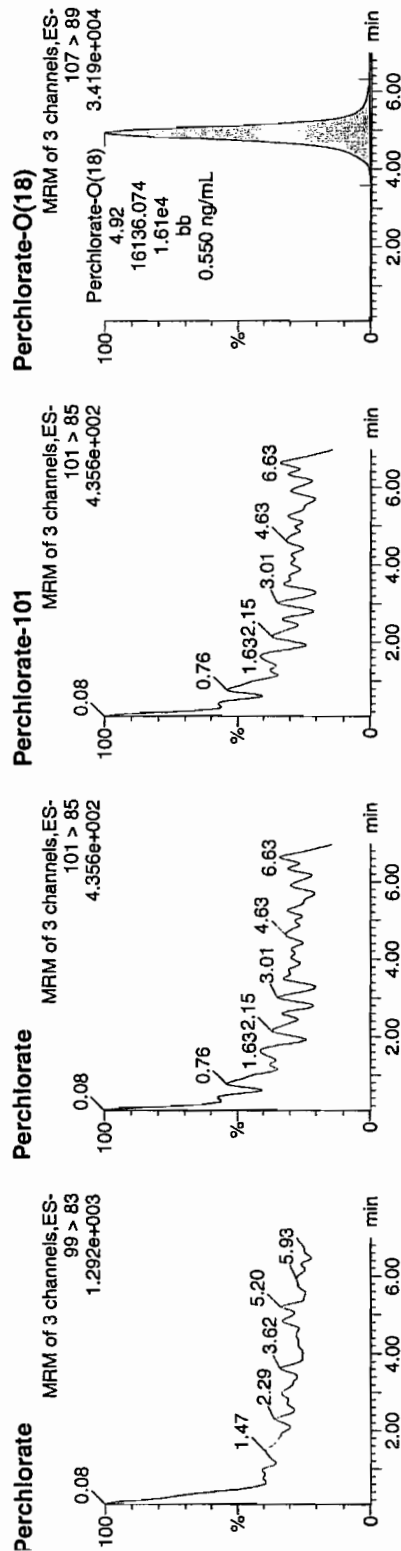 Perchlorate
MRM of 3 channels,ES-
99 > 83
1.292e+003
100
0.08
%
1.47
2.29
3.62
5.20
5.93
0
2.00
4.00
6.00
min
Perchlorate
MRM of 3 channels,ES-
101 > 85
4.356e+002
100
0.08
0.76
%
1.632.15
3.01
4.63
6.63
0
2.00
4.00
6.00
min
Perchlorate-101
MRM of 3 channels,ES-
101 > 85
4.356e+002
100
0.08
0.76
%
1.632.15
3.01
4.63
6.63
0
2.00
4.00
6.00
min
Perchlorate-O(18)
MRM of 3 channels,ES-
107 > 89
3.419e+004
100
Perchlorate-O(18)
4.92
16136.074
1.61e4
bb
0.550 ng/mL
%
0
2.00
4.00
6.00
min